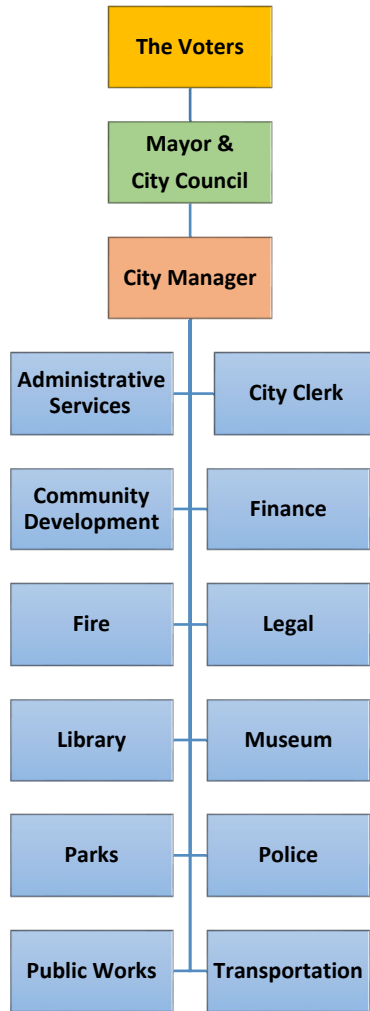 The Voters
Mayor &
City Council
City Manager
Administrative
Services
City Clerk
Community
Development
Finance
Fire
Legal
Library
Museum
Parks
Police
Public Works
Transportation